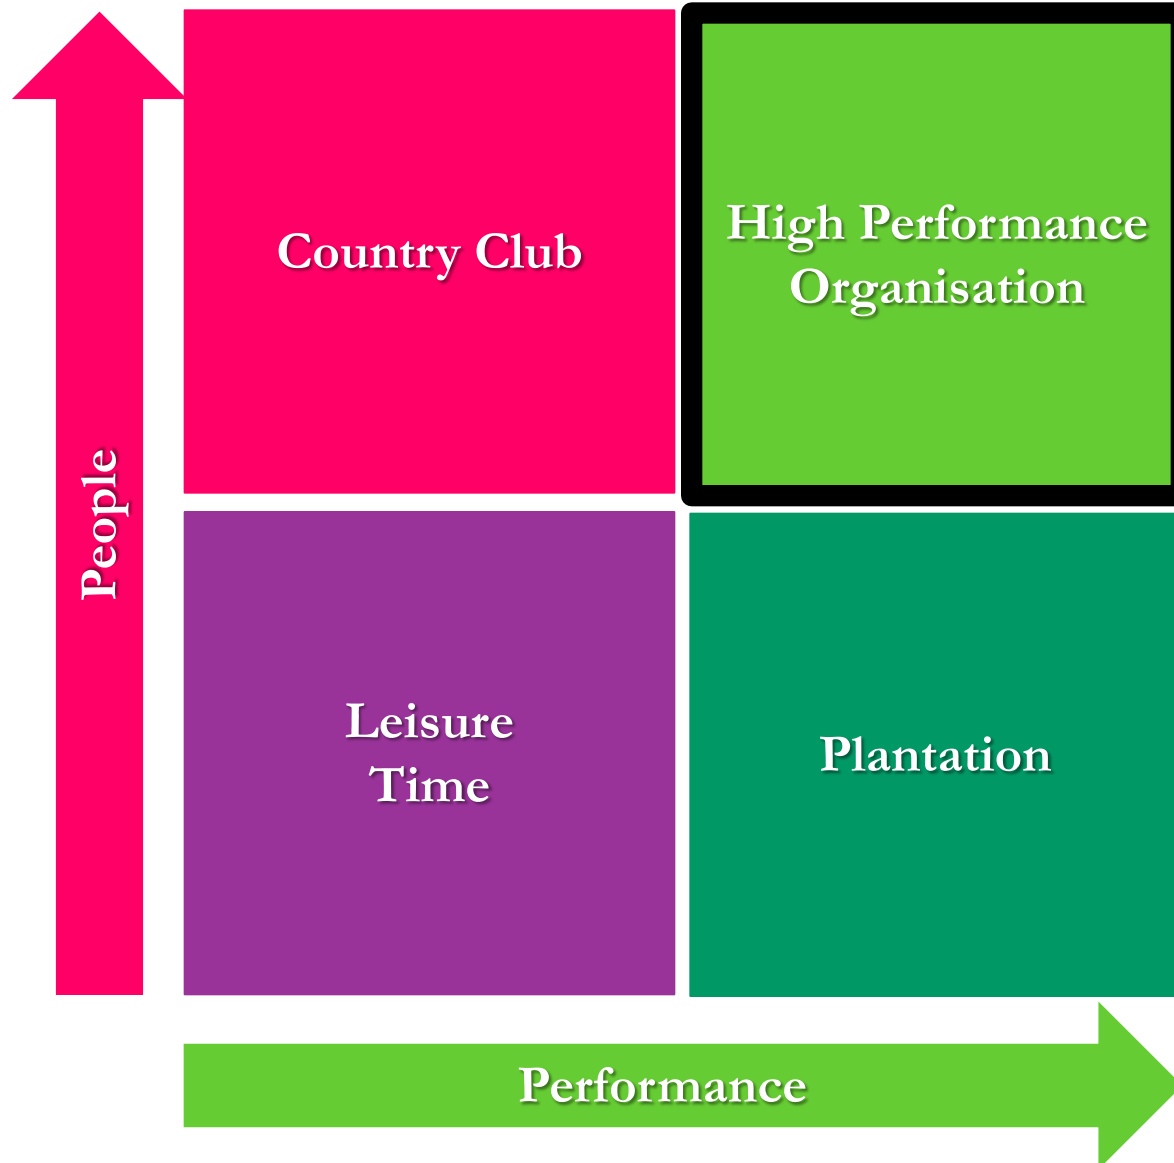 Country Club
High Performance
Organisation
People
Leisure
Time
Plantation
Performance